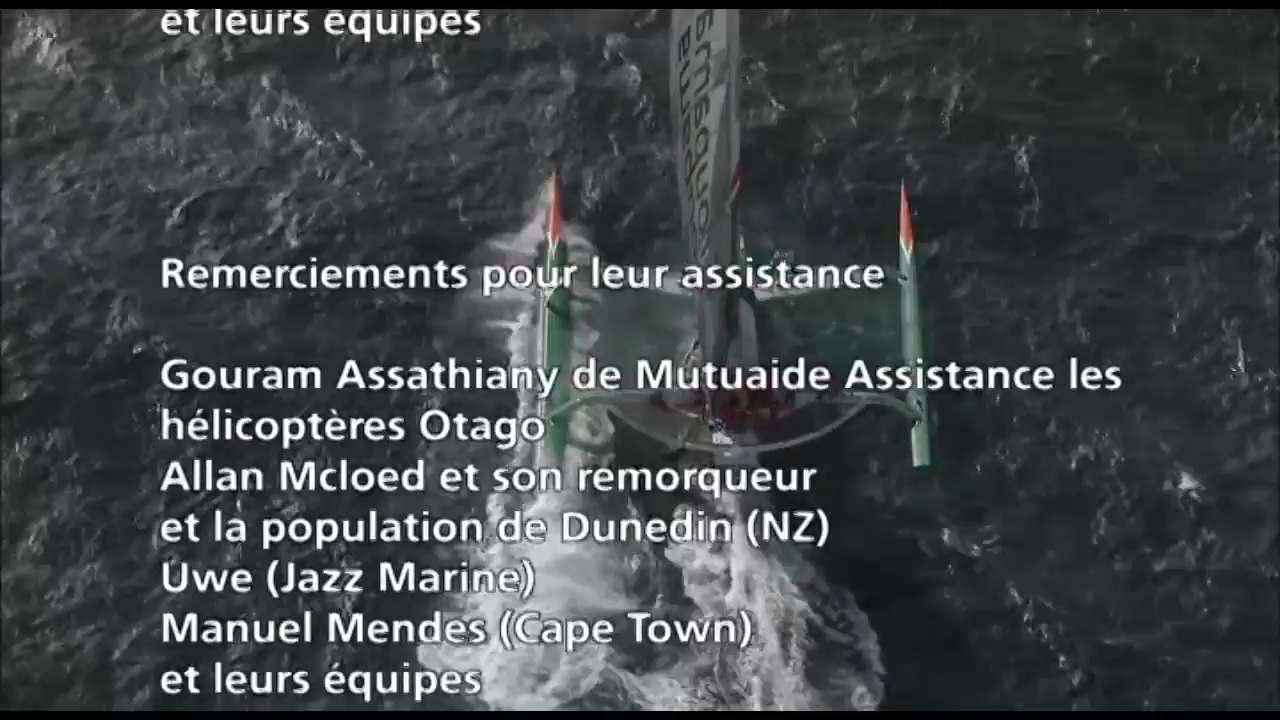 et leurs équipes
Remerciements pour leur assistance
Gouram Assathiany de Mutuaide Assistance les
hélicoptères Otago
Allan Mcloed et son remorqueur
et la population de Dunedin (NZ)
Uwe (Jazz Marine)
Manuel Mendes (Cape Town)
et leurs équipes